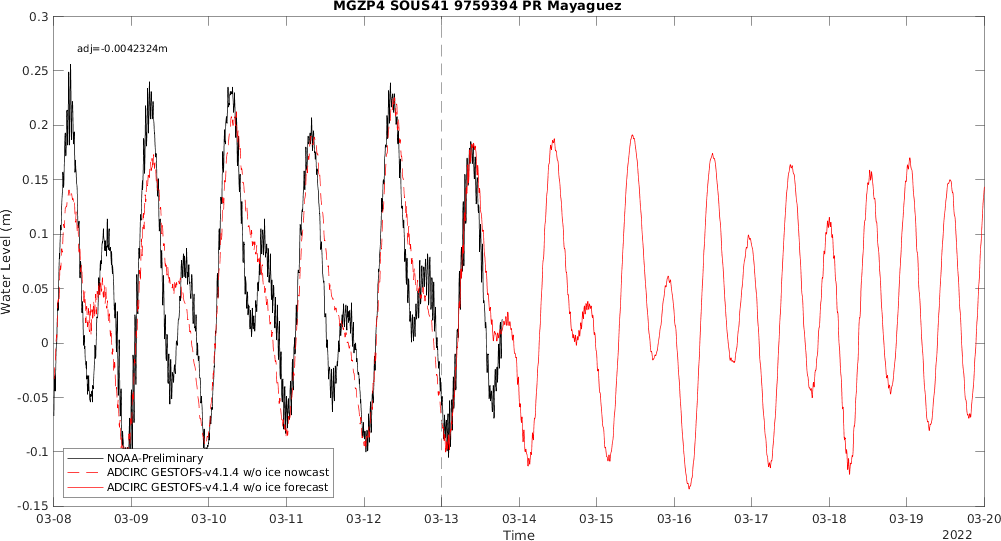 MGZP4 SOUS41 9759394 PR Mayaguez
adj=-0.0042324m
0.3
0.25
0.2
0.15
0.1
0.05
0
-0.05
-0.1
-0.15
Water Level (m)
NOAA-Preliminary
ADCIRC GESTOFS-v4.1.4 w/o ice nowcast
ADCIRC GESTOFS-v4.1.4 w/o ice forecast
03-08 03-09 03-10 03-11 03-12 03-13 03-14 03-15 03-16 03-17 03-18 03-19 03-20
Time
2022